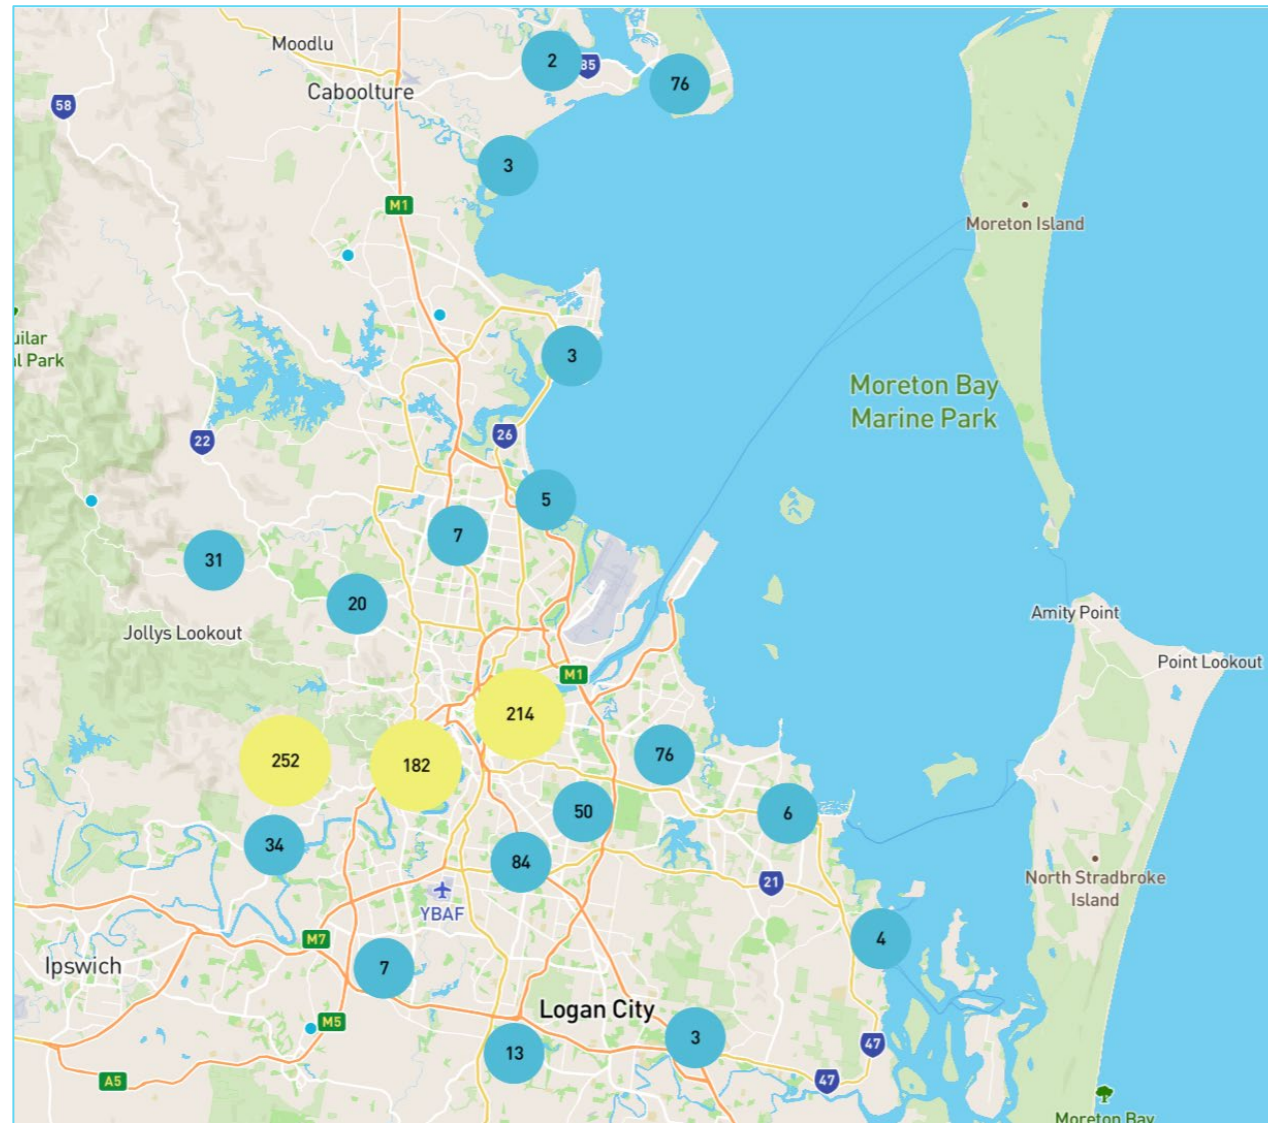 Moodlu
2
85
76
Caboolture
58
3
M1
Moreton Island
uilar
al Park
3
Moreton Bay
Marine Park
22
26
5
7
31
20
Amity Point
Jollys Lookout
Point Lookout
M1
214
252
182
76
50
6
34
84
21
North Stradbroke
Island
YBAF
M7
4
Ipswich
7
Logan City
M5
3
13
47
A5
47
Moreton Bay